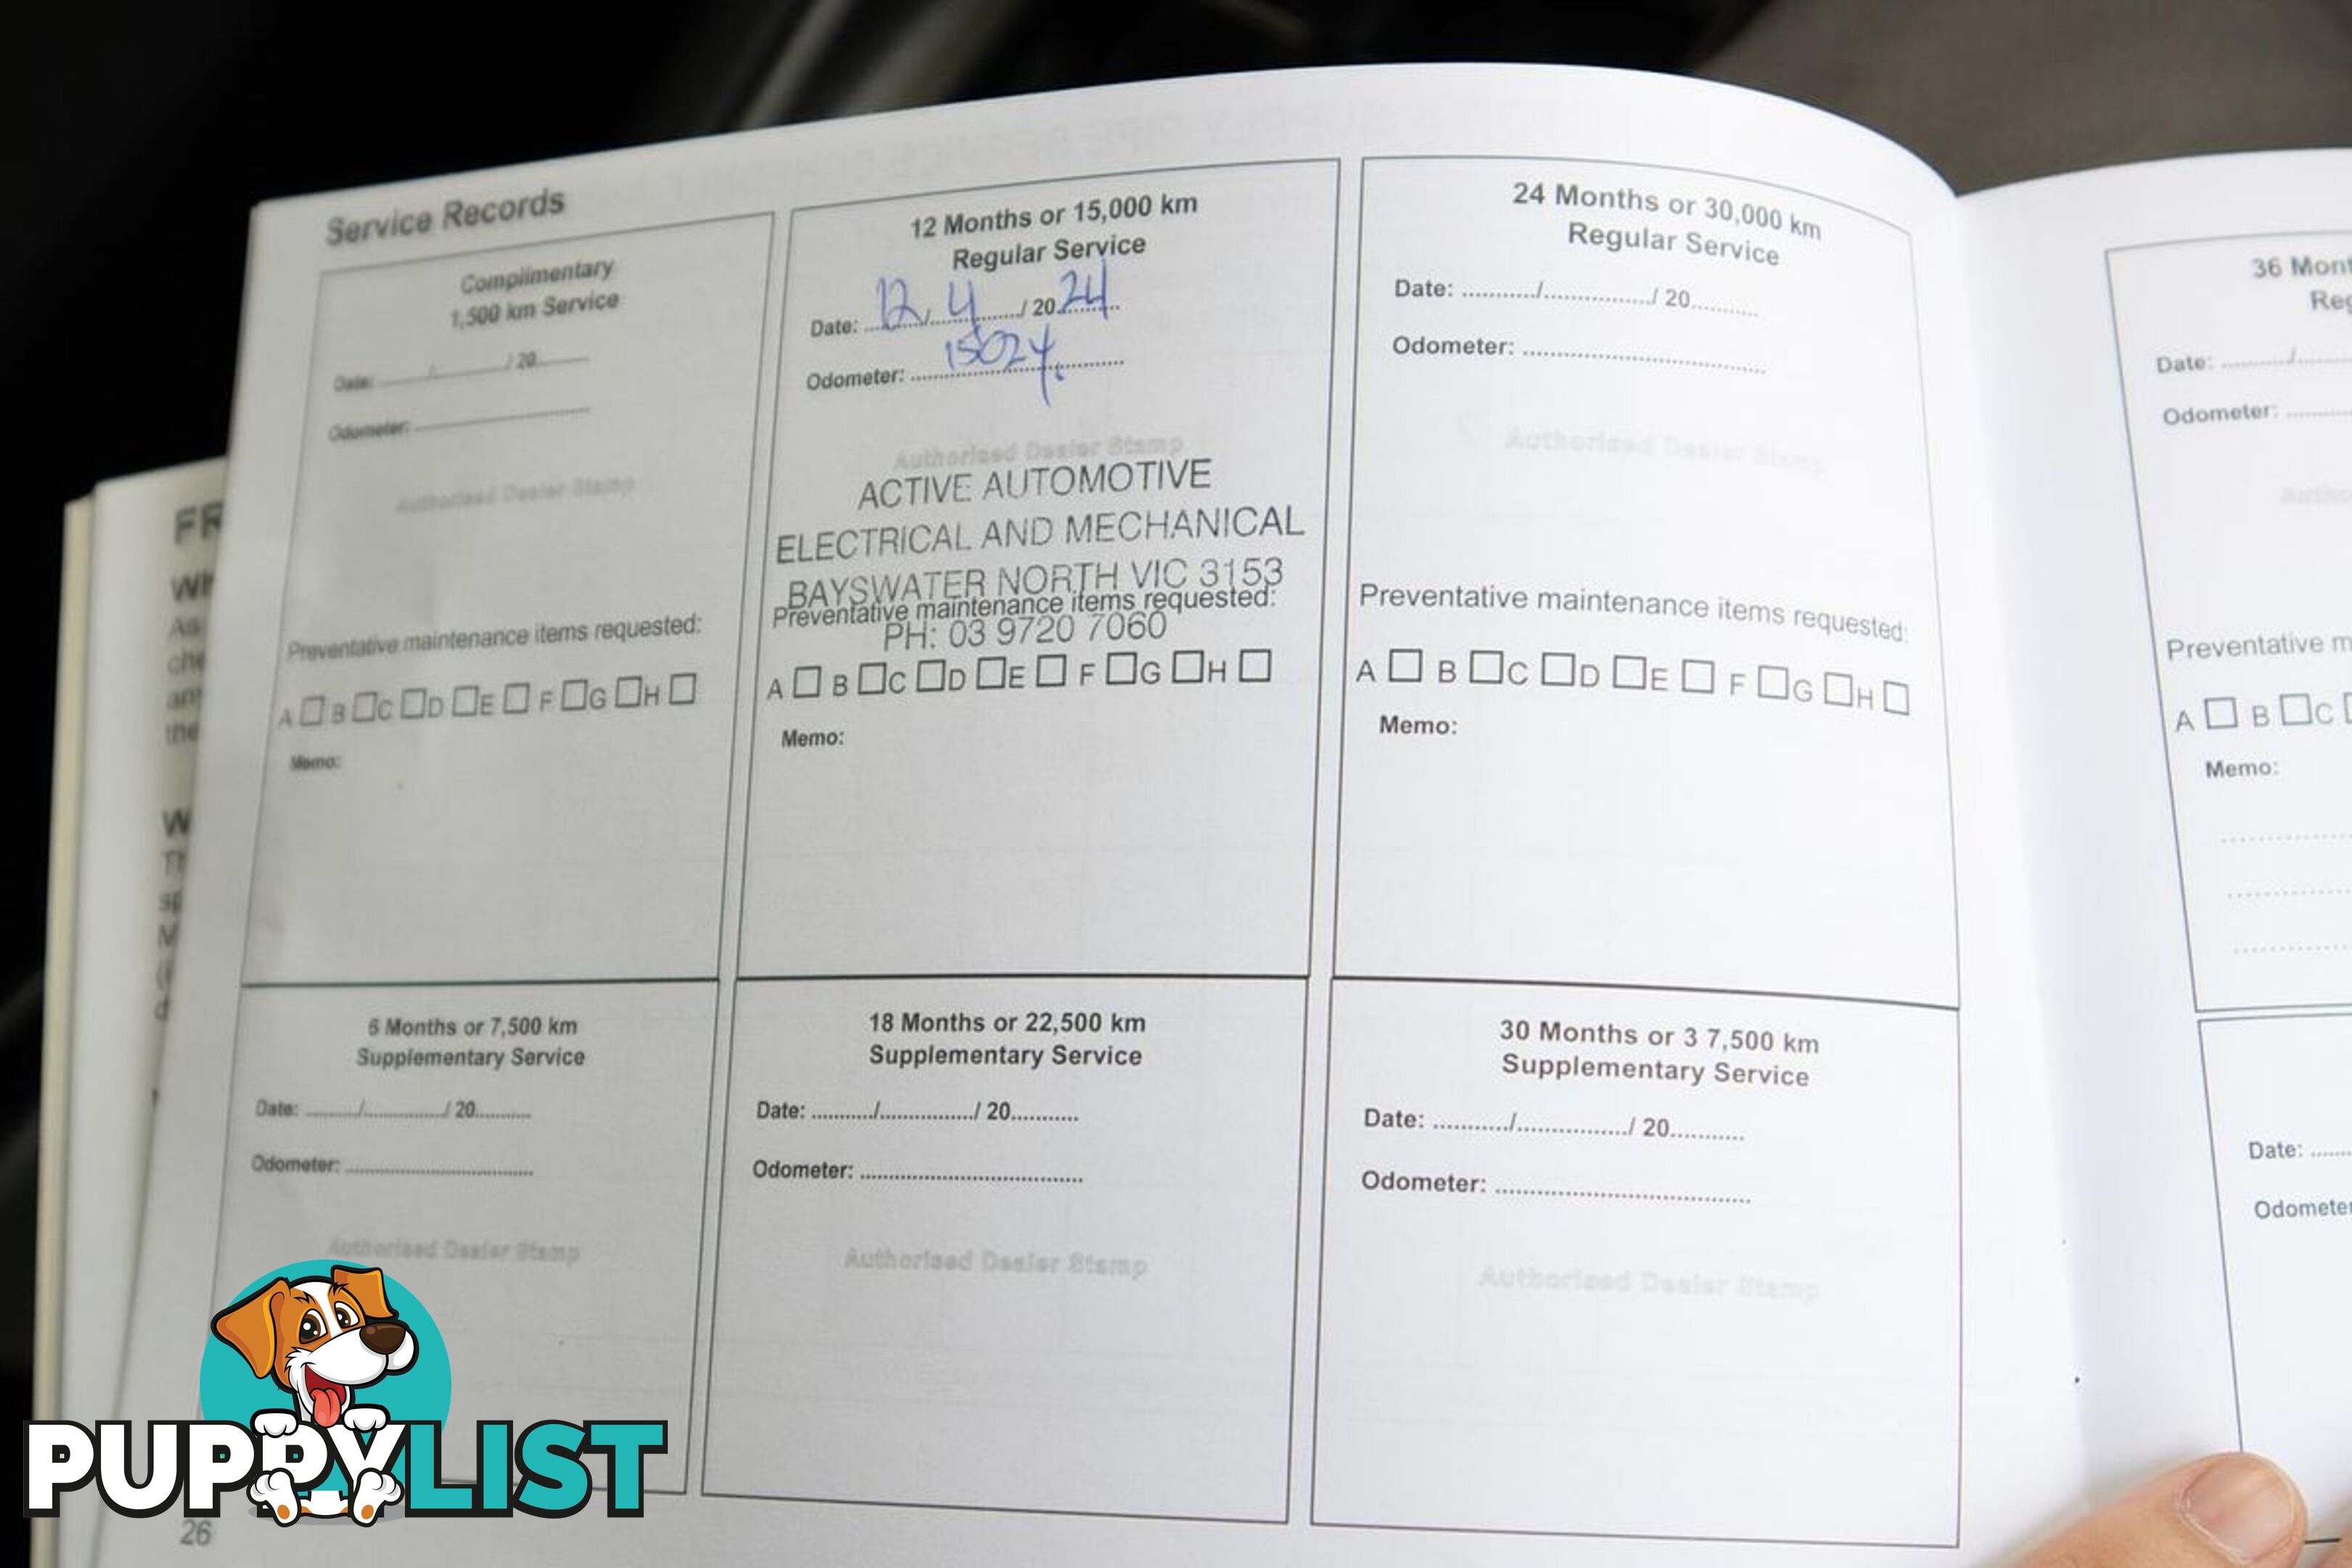 Service Records
Complimentary
1,500 km Service
Date: ........../................/ 20..........
Odometer: ....................................
Authorised Dealer Stamp
Preventative maintenance items requested:
A □ B □C □D □E □ F □G □H □
Memo:
12 Months or 15,000 km
Regular Service
Date: 12 / 4 / 20 24
Odometer: 15024
Authorised Dealer Stamp
ACTIVE AUTOMOTIVE
ELECTRICAL AND MECHANICAL
BAYSWATER NORTH VIC 3153
Preventative maintenance items requested:
PH: 03 9720 7060
A □ B □C □D □E □ F □G □H □
Memo:
24 Months or 30,000 km
Regular Service
Date: ........../................/ 20..........
Odometer: ....................................
Authorised Dealer Stamp
Preventative maintenance items requested:
A □ B □C □D □E □ F □G □H □
Memo:
6 Months or 7,500 km
Supplementary Service
Date: ........../................/ 20..........
Odometer: ....................................
Authorised Dealer Stamp
18 Months or 22,500 km
Supplementary Service
Date: ........../................/ 20..........
Odometer: ....................................
Authorised Dealer Stamp
30 Months or 3 7,500 km
Supplementary Service
Date: ........../................/ 20..........
Odometer: ....................................
Authorised Dealer Stamp
36 Mont
Reg
Date: ........../
Odometer: ..........
Preventative m
A □ B □C
Memo:
Date: ......
Odometer
PUPPYLIST
26